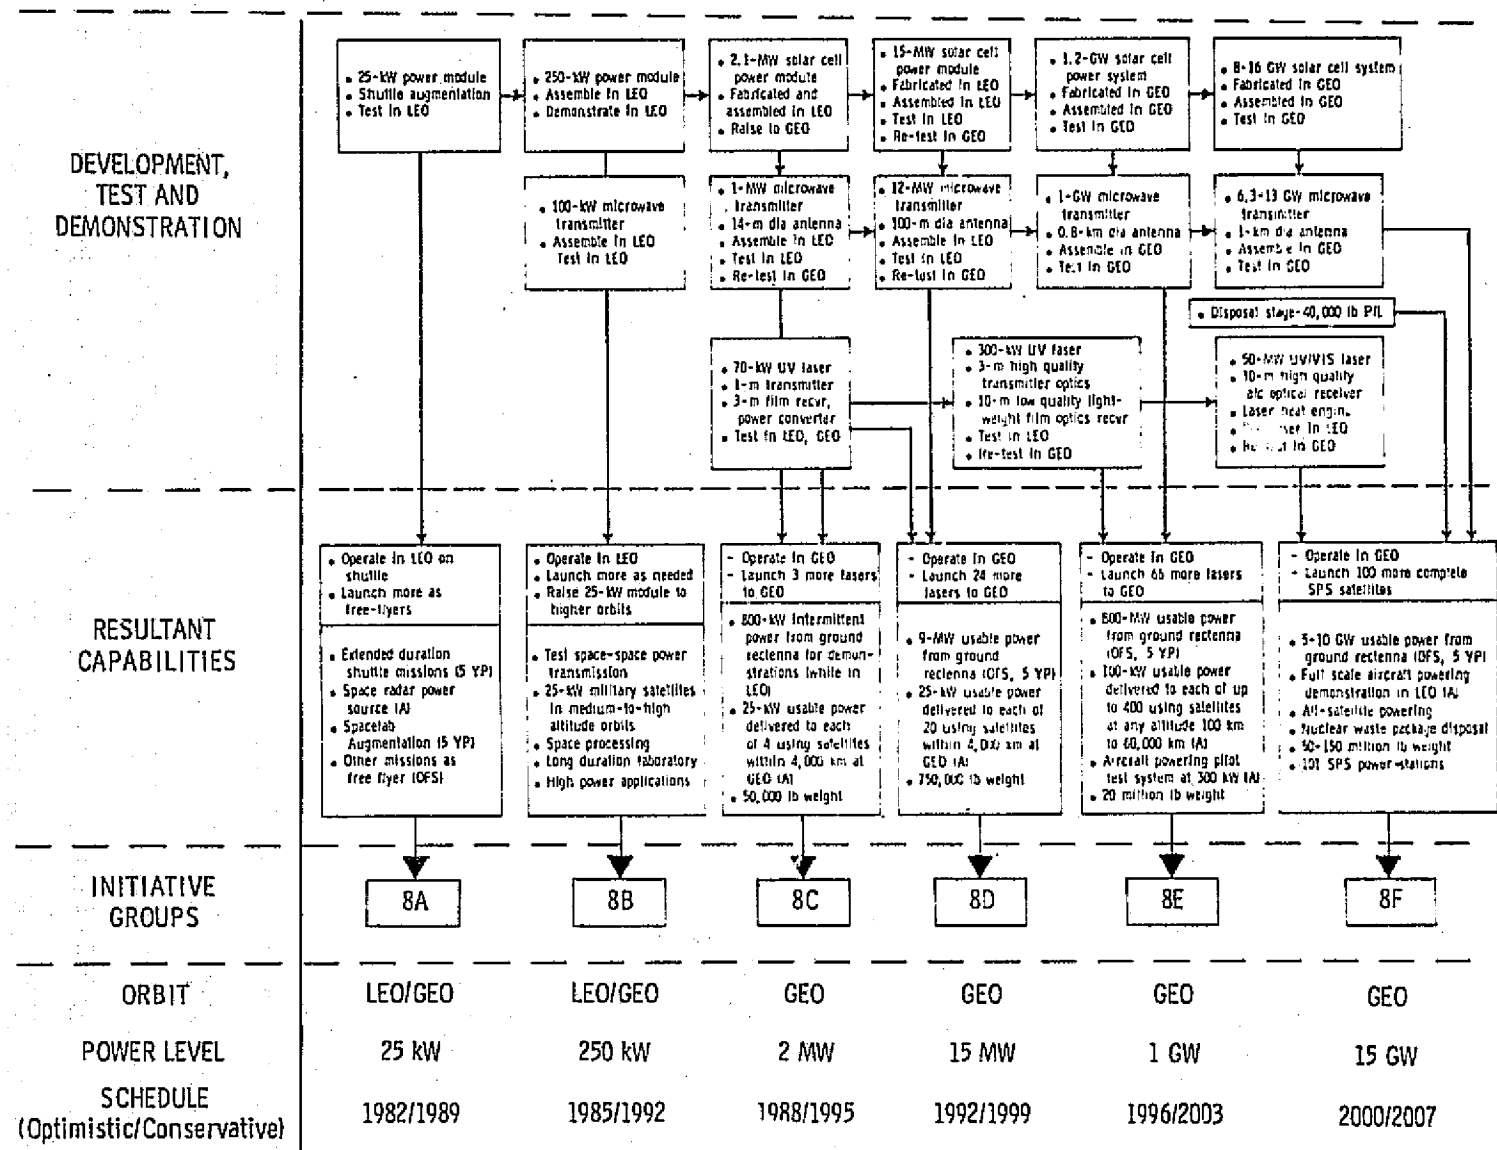 DEVELOPMENT,
TEST AND
DEMONSTRATION
• 25-kW power module
• Shuttle augmentation
• Test in LEO
• 250-kW power module
• Assemble in LEO
• Demonstrate in LEO
• 2.1-MW solar cell
power module
• Fabricated and
assembled in LEO
• Raise to GEO
• 15-MW solar cell
power module
• Fabricated in LEO
• Assembled in LEO
• Test in LEO
• Re-test in GEO
• 1.2-GW solar cell
power system
• Fabricated in GEO
• Assembled in GEO
• Test in GEO
• 8-16 GW solar cell system
• Fabricated in GEO
• Assembled in GEO
• Test in GEO
• 100-kW microwave
transmitter
• Assemble in LEO
Test in LEO
• 1-MW microwave
transmitter
• 14-m dia antenna
• Assemble in LEO
• Test in LEO
• Re-test in GEO
• 12-MW microwave
transmitter
• 100-m dia antenna
• Assemble in LEO
• Test in LEO
• Re-test in GEO
• 1-GW microwave
transmitter
• 0.8-km dia antenna
• Assemble in GEO
• Test in GEO
• 6.3-13 GW microwave
transmitter
• 1-km dia antenna
• Assemble in GEO
• Test in GEO
• Disposal stage-40,000 lb P/L
• 70-kW UV laser
• 1-m transmitter
• 3-m film recvr,
power converter
• Test in LEO, GEO
• 300-kW UV laser
• 3-m high quality
transmitter optics
• 10-m low quality light-
weight film optics recvr
• Test in LEO
• Re-test in GEO
• 50-MW UV/VIS laser
• 10-m high quality
a/c optical receiver
• Laser heat engine
• in LEO
• Re-test in GEO
RESULTANT
CAPABILITIES
• Operate in LEO on
shuttle
• Launch more as
free-flyers
• Extended duration
shuttle missions (5 YP)
• Space radar power
source (A)
• Spacelab
Augmentation (5 YP)
• Other missions as
free flyer (OFS)
• Operate in LEO
• Launch more as needed
• Raise 25-kW module to
higher orbits
• Test space-space power
transmission
• 25-kW military satellites
in medium-to-high
altitude orbits
• Space processing
• Long duration laboratory
• High power applications
- Operate in GEO
- Launch 3 more lasers
to GEO
• 800-kW intermittent
power from ground
rectenna for demon-
strations (while in
LEO)
• 25-kW usable power
delivered to each
of 4 using satellites
within 4,000 km at
GEO (A)
• 50,000 lb weight
- Operate in GEO
- Launch 24 more
lasers to GEO
• 9-MW usable power
from ground
rectenna (OFS, 5 YP)
• 25-kW usable power
delivered to each of
20 using satellites
within 4,000 km at
GEO (A)
• 750,000 lb weight
- Operate in GEO
- Launch 66 more lasers
to GEO
• 800-MW usable power
from ground rectenna
(OFS, 5 YP)
• 100-kW usable power
delivered to each of up
to 400 using satellites
at any altitude 100 km
to 60,000 km (A)
• Aircraft powering pilot
test system at 300 kW (A)
• 20 million lb weight
- Operate in GEO
- Launch 100 more complete
SPS satellites
• 5-10 GW usable power from
ground rectenna (OFS, 5 YP)
• Full scale aircraft powering
demonstration in LEO (A)
• All-satellite powering
• Nuclear waste package disposal
• 50-150 million lb weight
• 101 SPS power-stations
INITIATIVE
GROUPS
8A
8B
8C
8D
8E
8F
ORBIT
LEO/GEO
LEO/GEO
GEO
GEO
GEO
GEO
POWER LEVEL
25 kW
250 kW
2 MW
15 MW
1 GW
15 GW
SCHEDULE
(Optimistic/Conservative)
1982/1989
1985/1992
1988/1995
1992/1999
1996/2003
2000/2007